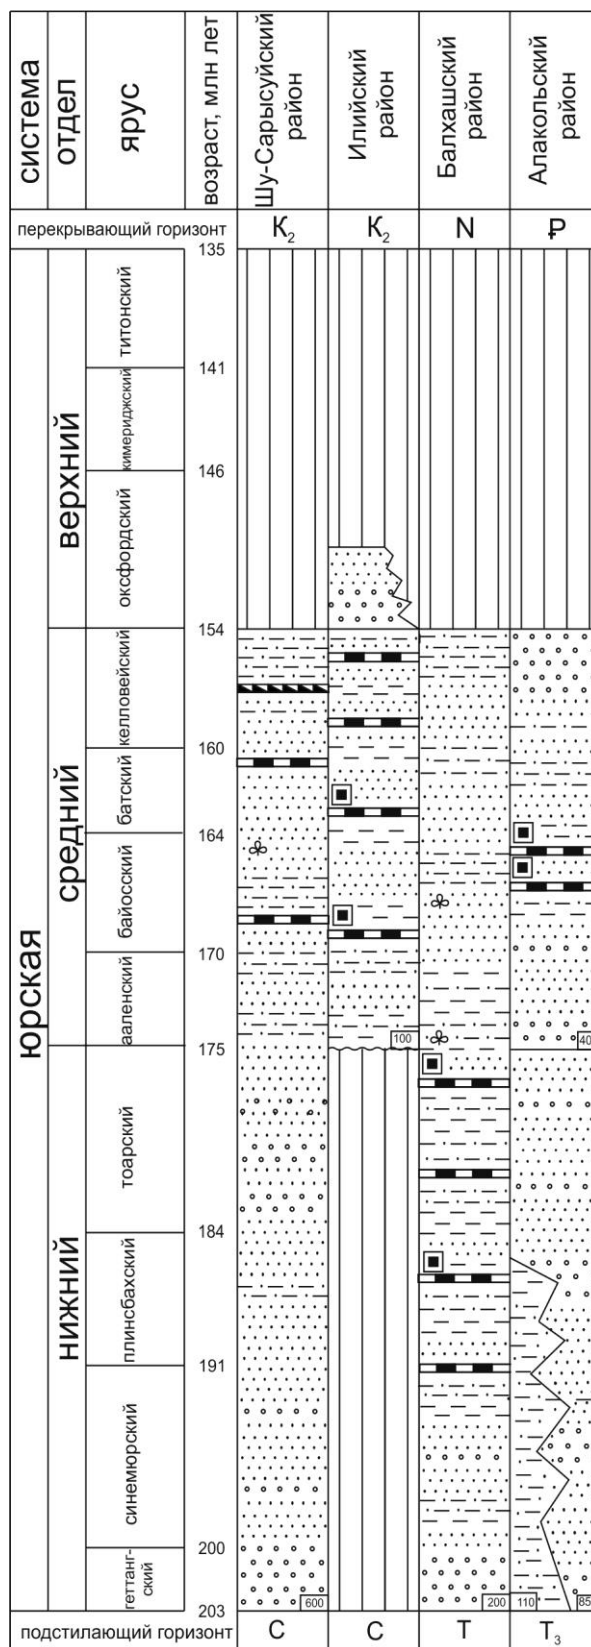 система
отдел
ярус
возраст, млн лет
Шу-Сарысуйский
район
Илийский
район
Балхашский
район
Алакольский
район
перекрывающий горизонт
K₂
K₂
N
₽
135
титонский
141
кимериджский
146
верхний
оксфордский
154
келловейский
160
средний
батский
164
байосский
170
юрская
ааленский
100
40
175
тоарский
184
нижний
плинсбахский
191
синемюрский
200
геттанг-
ский
600
200
110
85
203
подстилающий горизонт
C
C
T
T₃